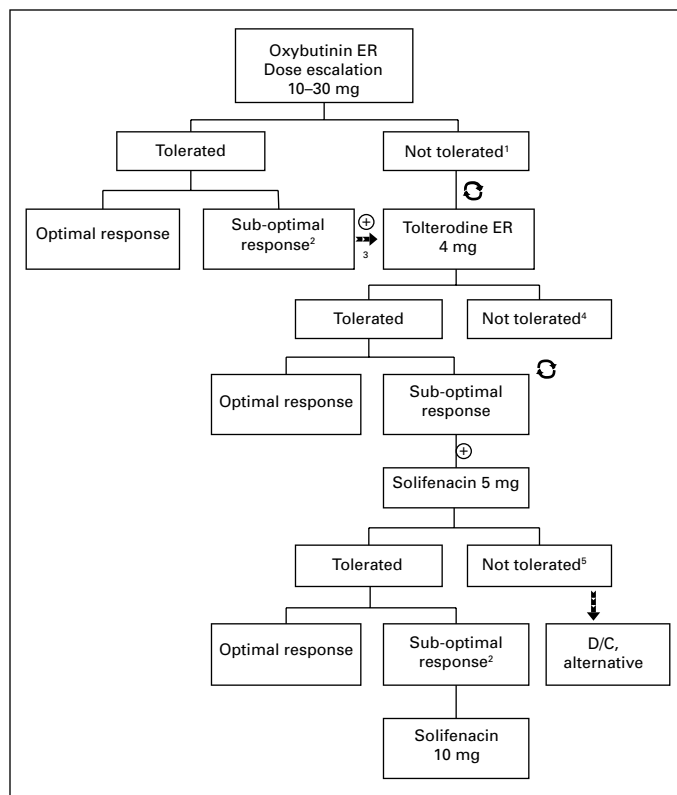 Oxybutinin ER
Dose escalation
10–30 mg
Tolerated
Not tolerated¹
Optimal response
Sub-optimal
response²
3
Tolterodine ER
4 mg
Tolerated
Not tolerated⁴
Optimal response
Sub-optimal
response
Solifenacin 5 mg
Tolerated
Not tolerated⁵
Optimal response
Sub-optimal
response²
D/C,
alternative
Solifenacin
10 mg